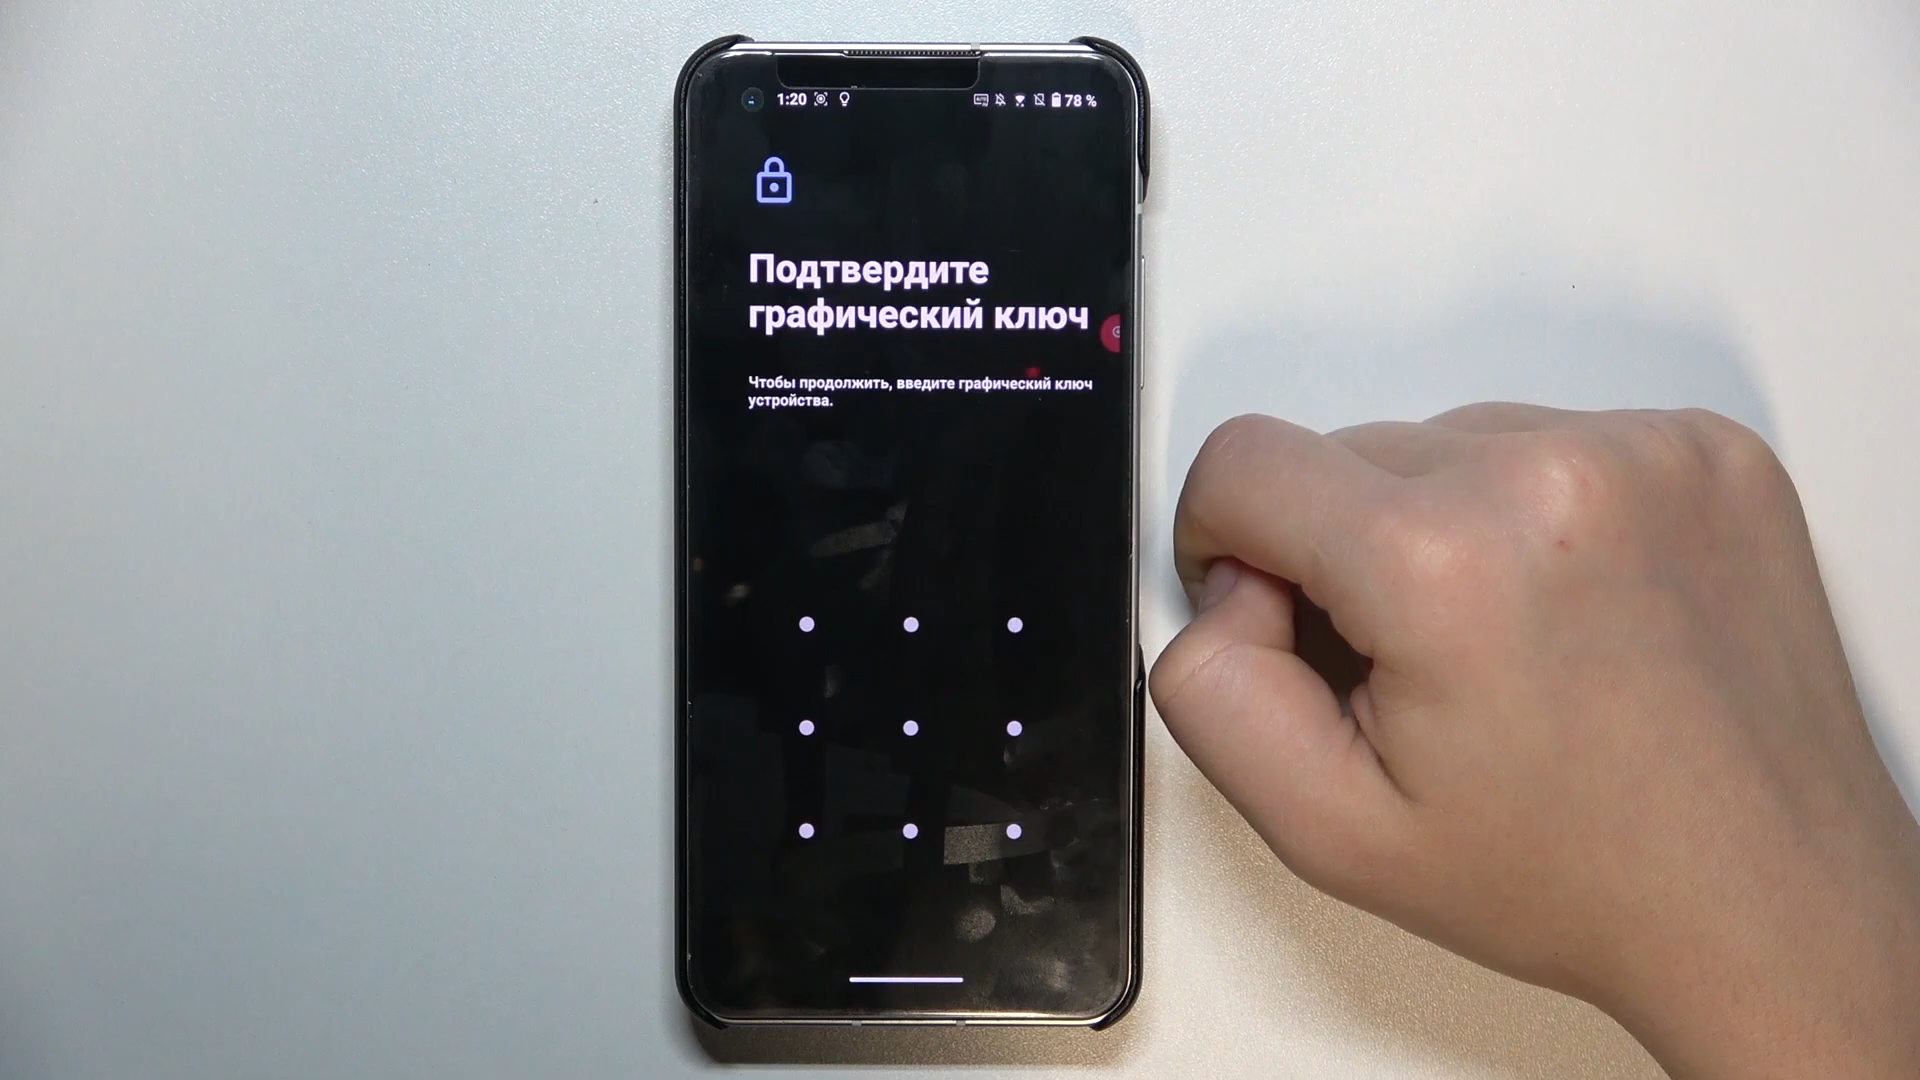 1:20 78 %
Подтвердите
графический ключ
Чтобы продолжить, введите графический ключ
устройства.